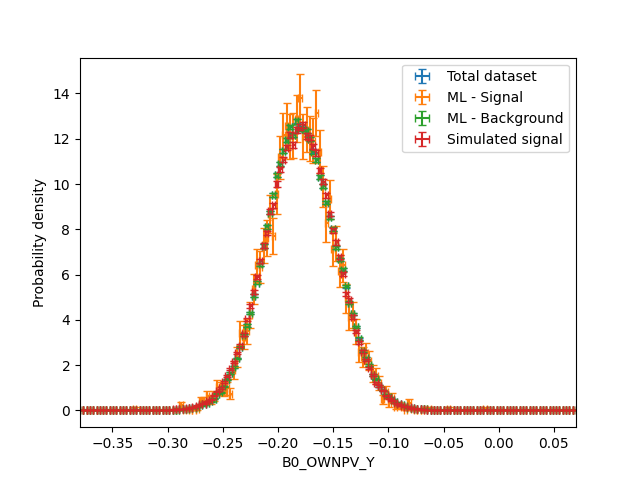 Total dataset
ML - Signal
ML - Background
Simulated signal
Probability density
14
12
10
8
6
4
2
0
−0.35 −0.30 −0.25 −0.20 −0.15 −0.10 −0.05 0.00 0.05
B0_OWNPV_Y